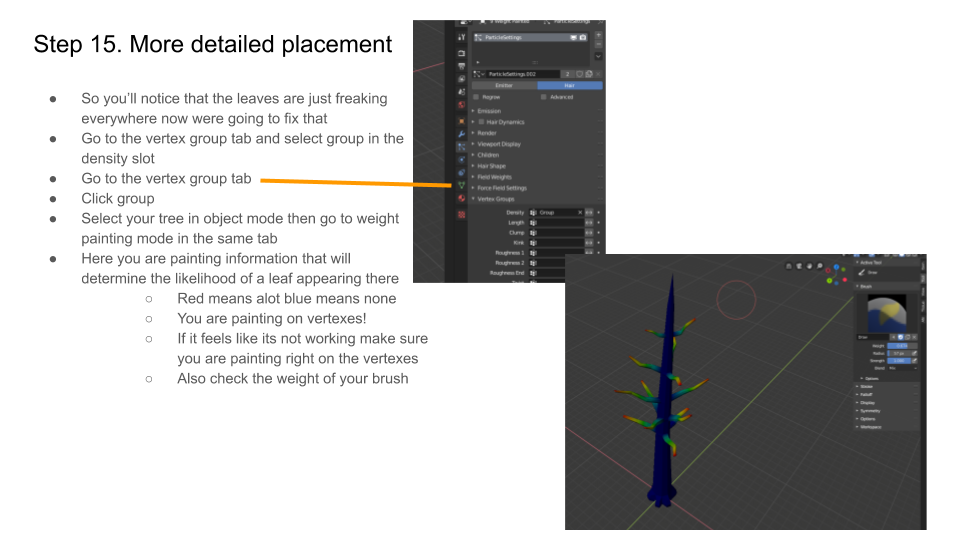 Step 15. More detailed placement
● So you'll notice that the leaves are just freaking
everywhere now were going to fix that
● Go to the vertex group tab and select group in the
density slot
● Go to the vertex group tab
● Click group
● Select your tree in object mode then go to weight
painting mode in the same tab
● Here you are painting information that will
determine the likelihood of a leaf appearing there
○ Red means alot blue means none
○ You are painting on vertexes!
○ If it feels like its not working make sure
you are painting right on the vertexes
○ Also check the weight of your brush
ParticleSettings
ParticleSettings.002 2
Emitter Hair
Regrow Advanced
Emission
Hair Dynamics
Render
Viewport Display
Children
Hair Shape
Field Weights
Force Field Settings
Vertex Groups
Density Group
Length
Clump
Kink
Roughness 1
Roughness 2
Roughness End
Active Tool
Draw
Brush
Draw
Weight
Radius
Strength
Blend Mix
Options
Stroke
Falloff
Display
Symmetry
Options
Workspace